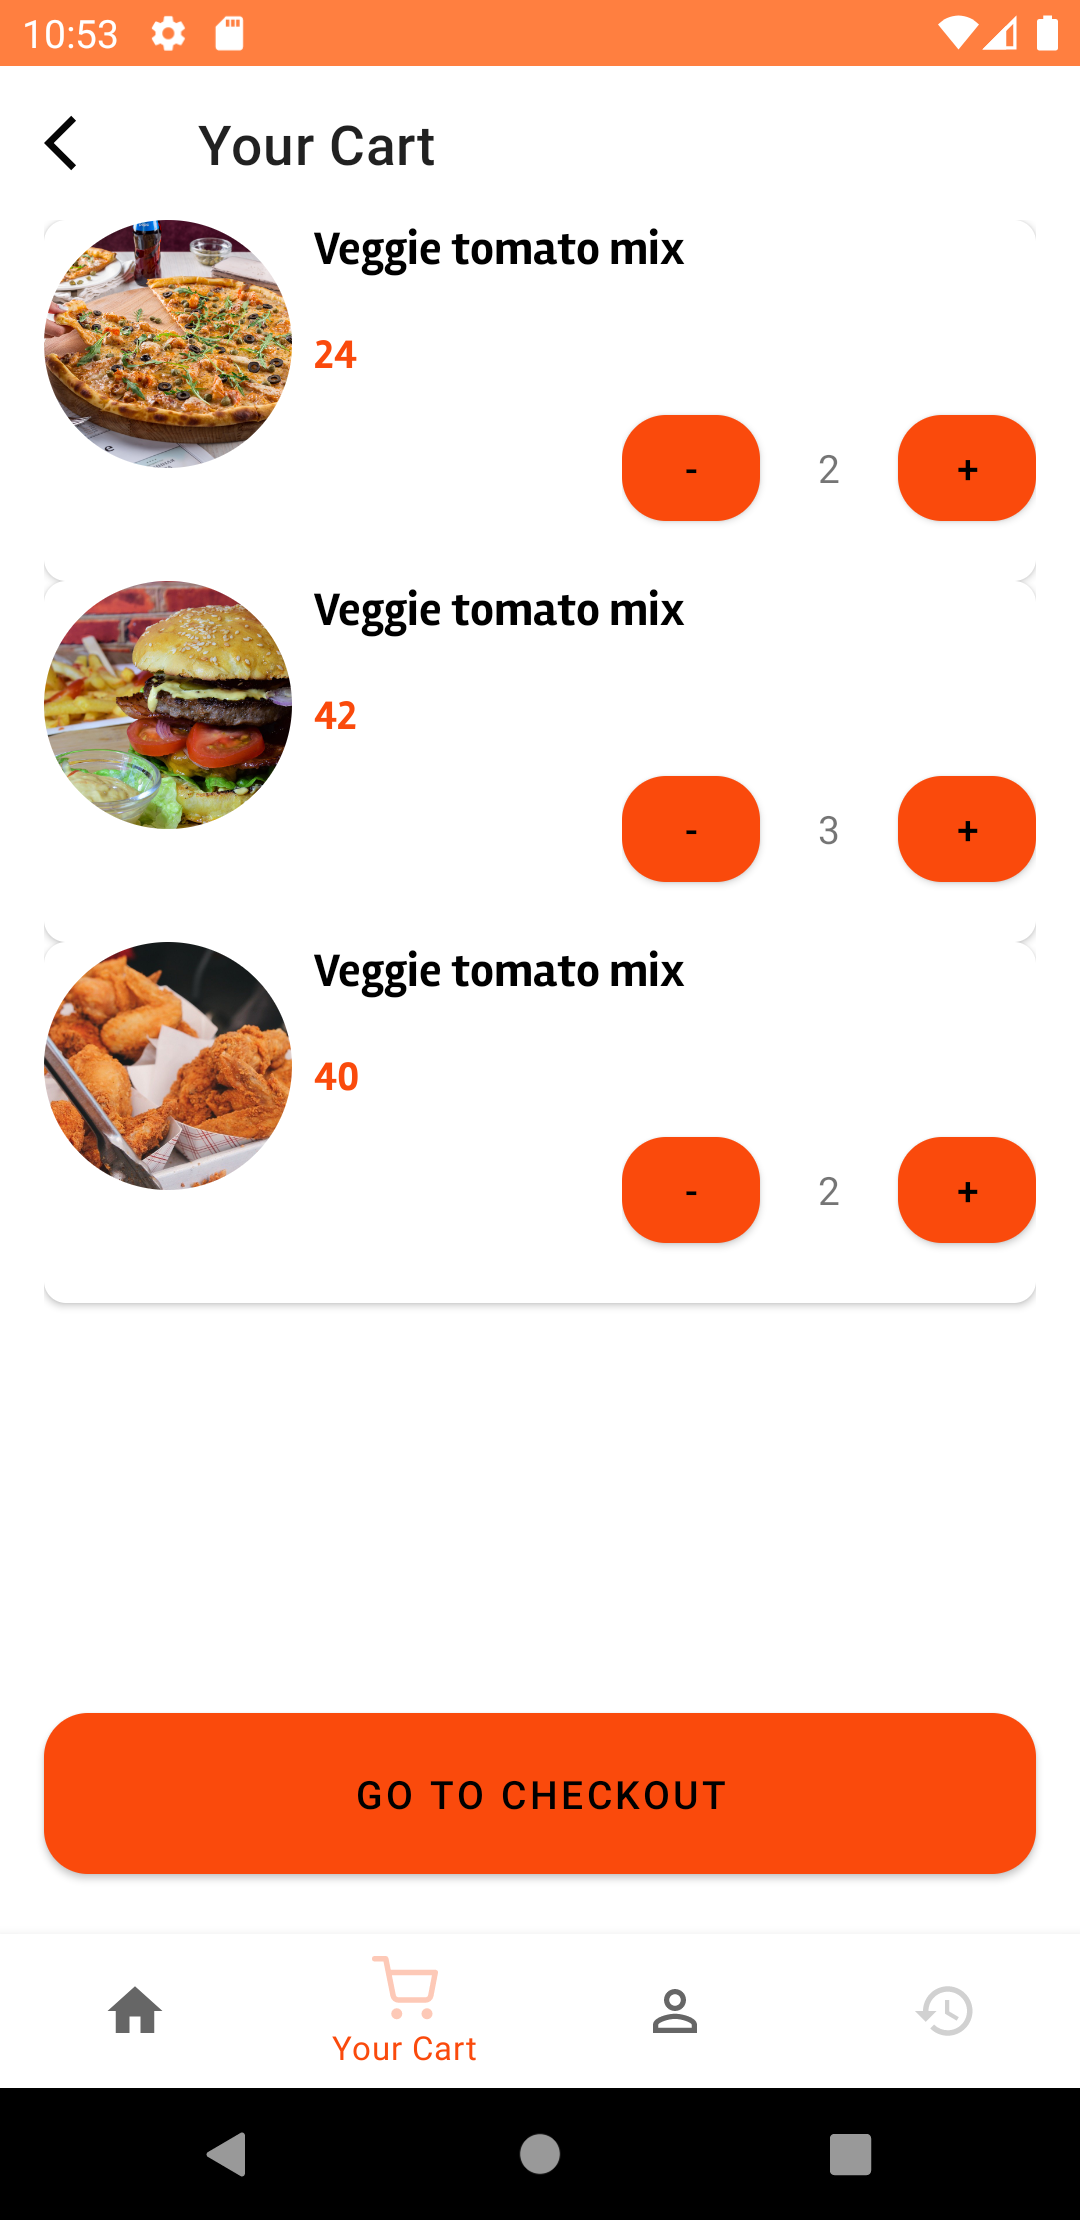 10:53
Your Cart
Veggie tomato mix
24
- 2 +
Veggie tomato mix
42
- 3 +
Veggie tomato mix
40
- 2 +
GO TO CHECKOUT
Your Cart